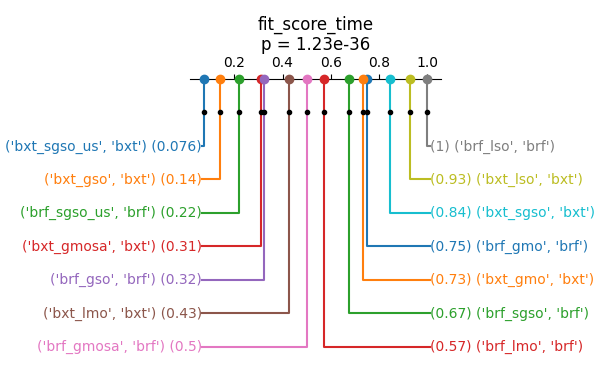 fit_score_time
p = 1.23e-36
0.2 0.4 0.6 0.8 1.0
('bxt_sgso_us', 'bxt') (0.076) (1) ('brf_lso', 'brf')
('bxt_gso', 'bxt') (0.14) (0.93) ('bxt_lso', 'bxt')
('brf_sgso_us', 'brf') (0.22) (0.84) ('bxt_sgso', 'bxt')
('bxt_gmosa', 'bxt') (0.31) (0.75) ('brf_gmo', 'brf')
('brf_gso', 'brf') (0.32) (0.73) ('bxt_gmo', 'bxt')
('bxt_lmo', 'bxt') (0.43) (0.67) ('brf_sgso', 'brf')
('brf_gmosa', 'brf') (0.5) (0.57) ('brf_lmo', 'brf')